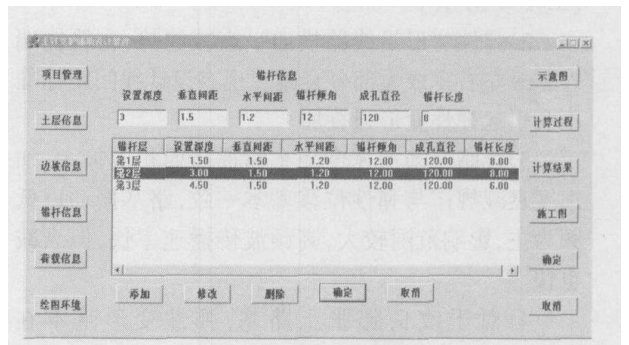 项目管理
土层信息
边坡信息
锚杆信息
荷载信息
绘图环境
锚杆信息
设置深度 垂直间距 水平间距 锚杆倾角 成孔直径 锚杆长度
3 1.5 1.2 12 120 8
锚杆层 设置深度 垂直间距 水平间距 锚杆倾角 成孔直径 锚杆长度
第1层 1.50 1.50 1.20 12.00 120.00 8.00
第2层 3.00 1.50 1.20 12.00 120.00 8.00
第3层 4.50 1.50 1.20 12.00 120.00 6.00
添加 修改 删除 确定 取消
示意图
计算过程
计算结果
施工图
确定
取消